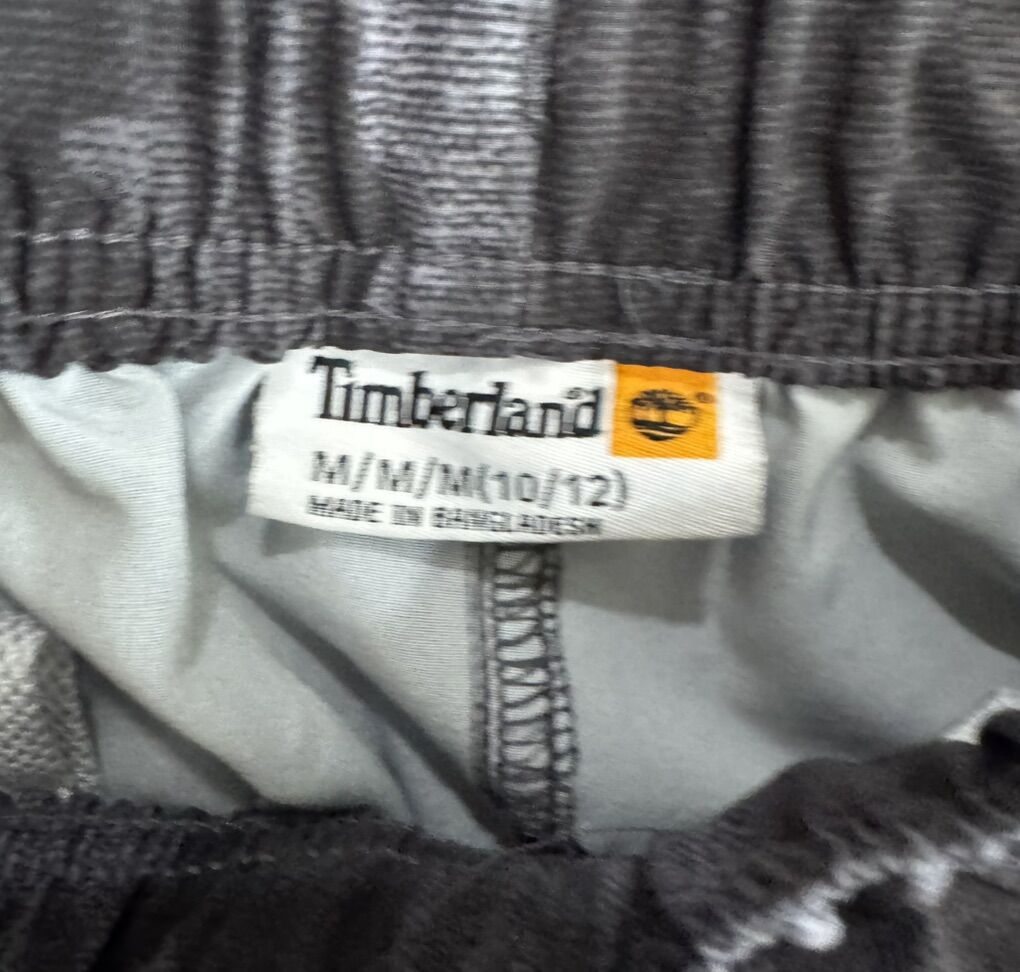 Timberland ®
M/M/M(10/12)
MADE IN BANGLADESH